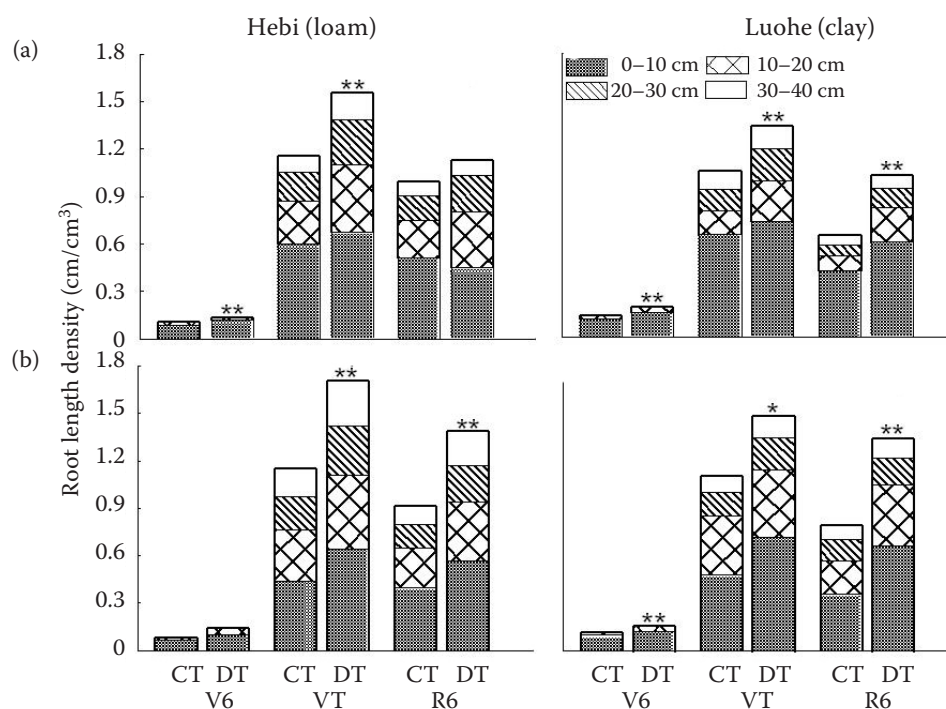 Hebi (loam) Luohe (clay)
(a)
1.8
1.5
1.2
0.9
0.6
0.3
0
** ** 
0–10 cm 10–20 cm
20–30 cm 30–40 cm
** ** **
(b)
1.8
1.5
1.2
0.9
0.6
0.3
0
** **
** * **
Root length density (cm/cm³)
CT DT CT DT CT DT CT DT CT DT CT DT
V6 VT R6 V6 VT R6